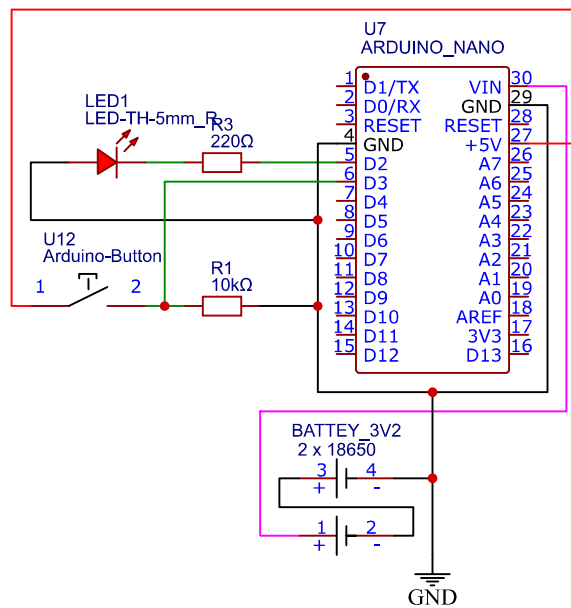 U7
ARDUINO_NANO
1 D1/TX VIN 30
2 D0/RX GND 29
3 RESET RESET 28
4 GND +5V 27
5 D2 A7 26
6 D3 A6 25
7 D4 A5 24
8 D5 A4 23
9 D6 A3 22
10 D7 A2 21
11 D8 A1 20
12 D9 A0 19
13 D10 AREF 18
14 D11 3V3 17
15 D12 D13 16
LED1
LED-TH-5mm_R
R3
220Ω
U12
Arduino-Button
1 2
R1
10kΩ
BATTEY_3V2
2 x 18650
3 4
+ -
1 2
+ -
GND